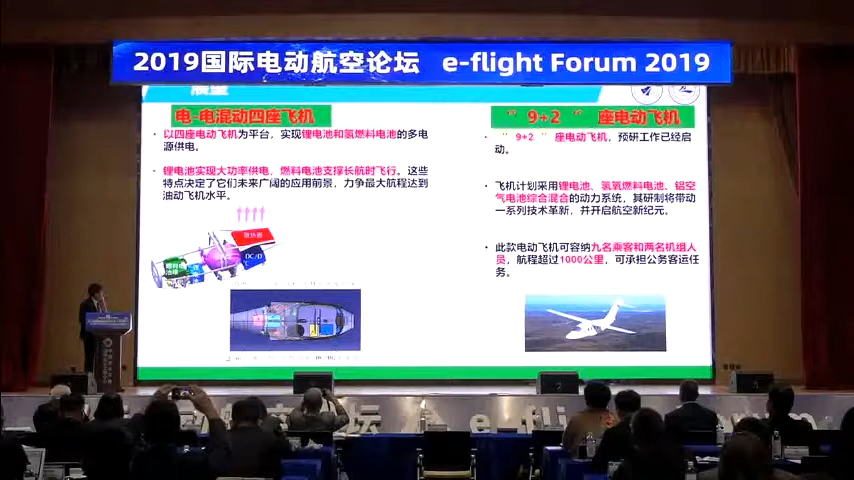 2019国际电动航空论坛 e-flight Forum 2019
展望
电-电混动四座飞机
• 以四座电动飞机为平台，实现锂电池和氢燃料电池的多电
源供电。
• 锂电池实现大功率供电，燃料电池支撑长航时飞行。这些
特点决定了它们未来广阔的应用前景，力争最大航程达到
油动飞机水平。
散热器
DC/D
C
燃料电
池堆
“ 9+2 ” 座电动飞机
• “ 9+2 ” 座电动飞机，预研工作已经启
动。
• 飞机计划采用锂电池、氢氧燃料电池、铝空
气电池综合混合的动力系统，其研制将带动
一系列技术革新，并开启航空新纪元。
• 此款电动飞机可容纳九名乘客和两名机组人
员，航程超过1000公里，可承担公务客运任
务。
坛 e-fli